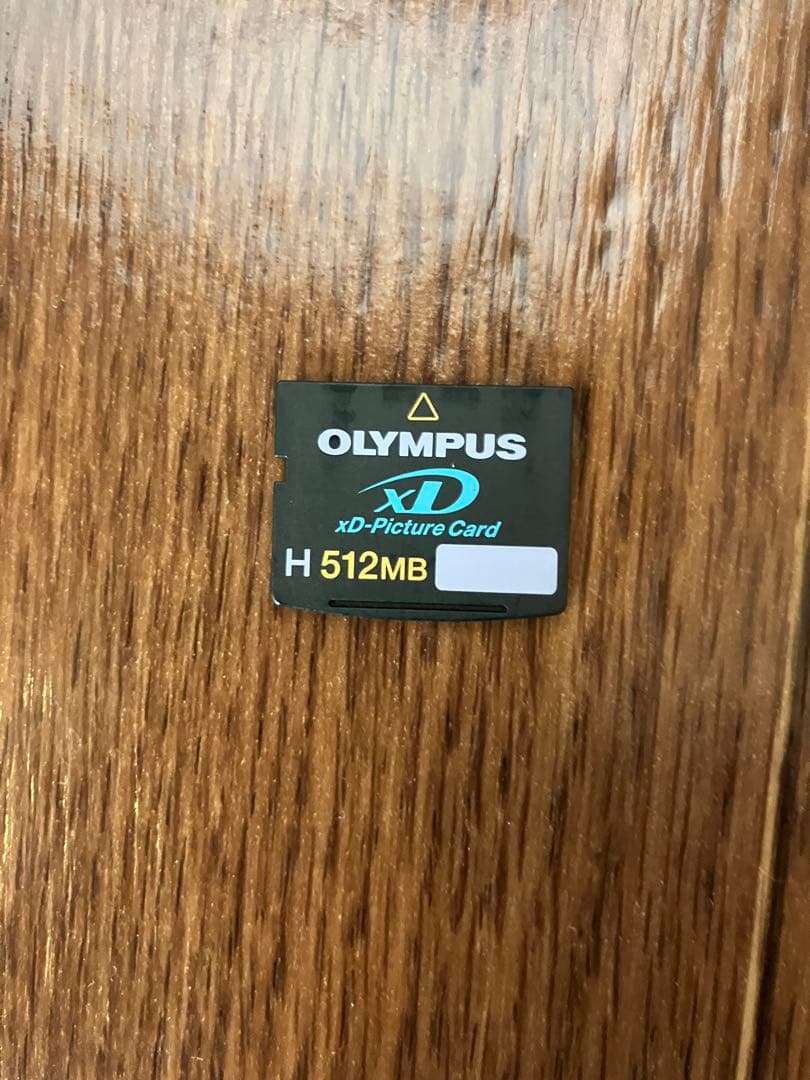 OLYMPUS
xD
xD-Picture Card
H 512MB